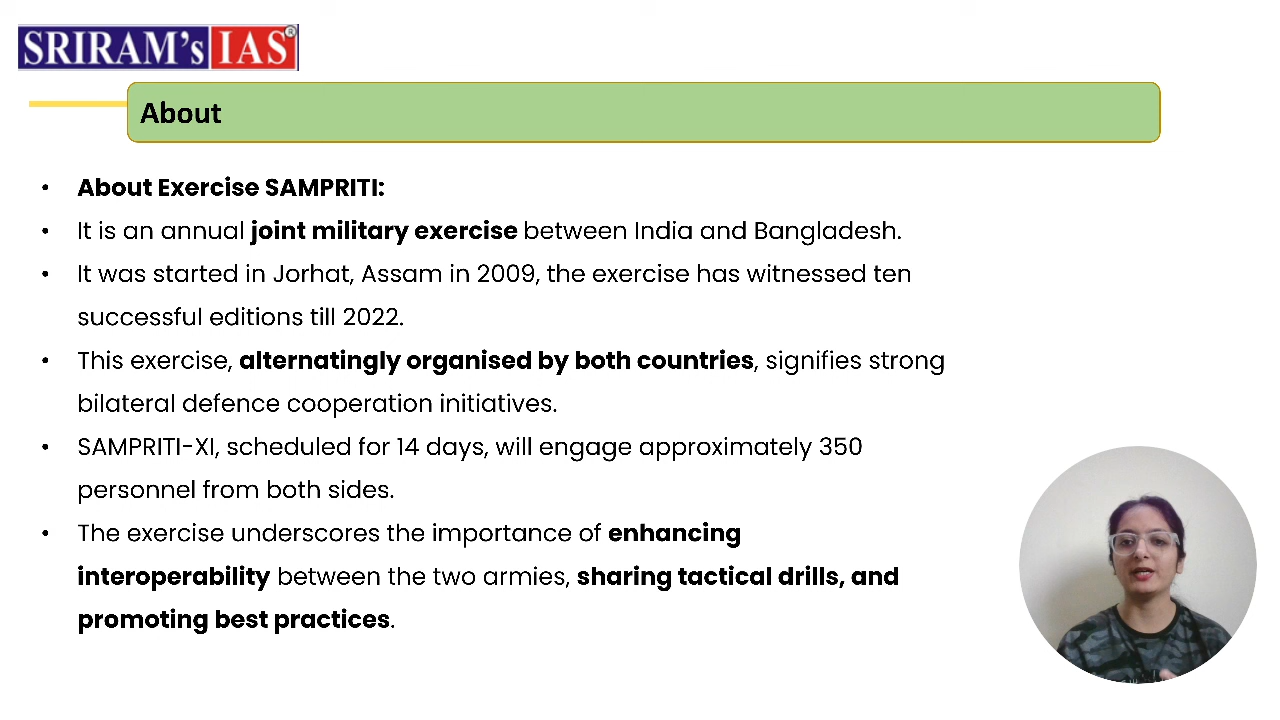 SRIRAM's IAS®
About
• About Exercise SAMPRITI:
• It is an annual joint military exercise between India and Bangladesh.
• It was started in Jorhat, Assam in 2009, the exercise has witnessed ten
successful editions till 2022.
• This exercise, alternatingly organised by both countries, signifies strong
bilateral defence cooperation initiatives.
• SAMPRITI-XI, scheduled for 14 days, will engage approximately 350
personnel from both sides.
• The exercise underscores the importance of enhancing
interoperability between the two armies, sharing tactical drills, and
promoting best practices.